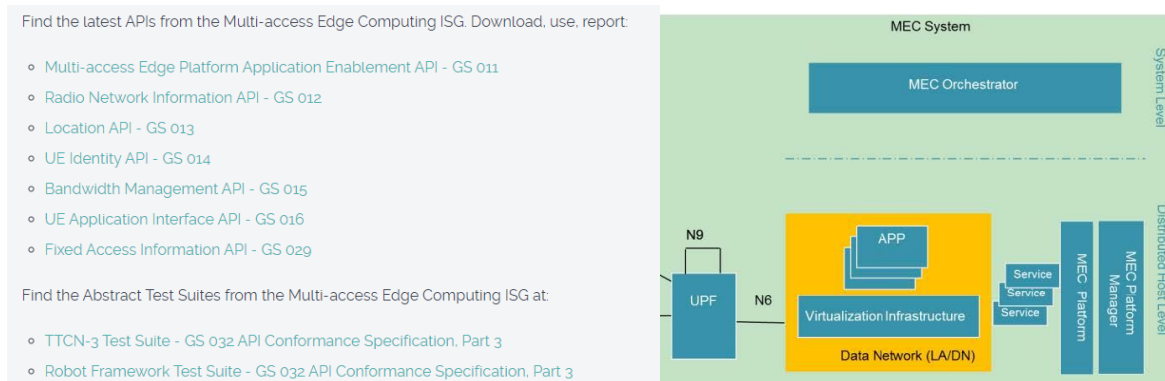 Find the latest APIs from the Multi-access Edge Computing ISG. Download, use, report:
Multi-access Edge Platform Application Enablement API - GS 011
Radio Network Information API - GS 012
Location API - GS 013
UE Identity API - GS 014
Bandwidth Management API - GS 015
UE Application Interface API - GS 016
Fixed Access Information API - GS 029
Find the Abstract Test Suites from the Multi-access Edge Computing ISG at:
TTCN-3 Test Suite - GS 032 API Conformance Specification, Part 3
Robot Framework Test Suite - GS 032 API Conformance Specification, Part 3
MEC System
MEC Orchestrator
System Level
Distributed Host Level
N9
UPF
N6
APP
Virtualization Infrastructure
Data Network (LA/DN)
Service
Service
Service
MEC Platform
MEC Platform
Manager